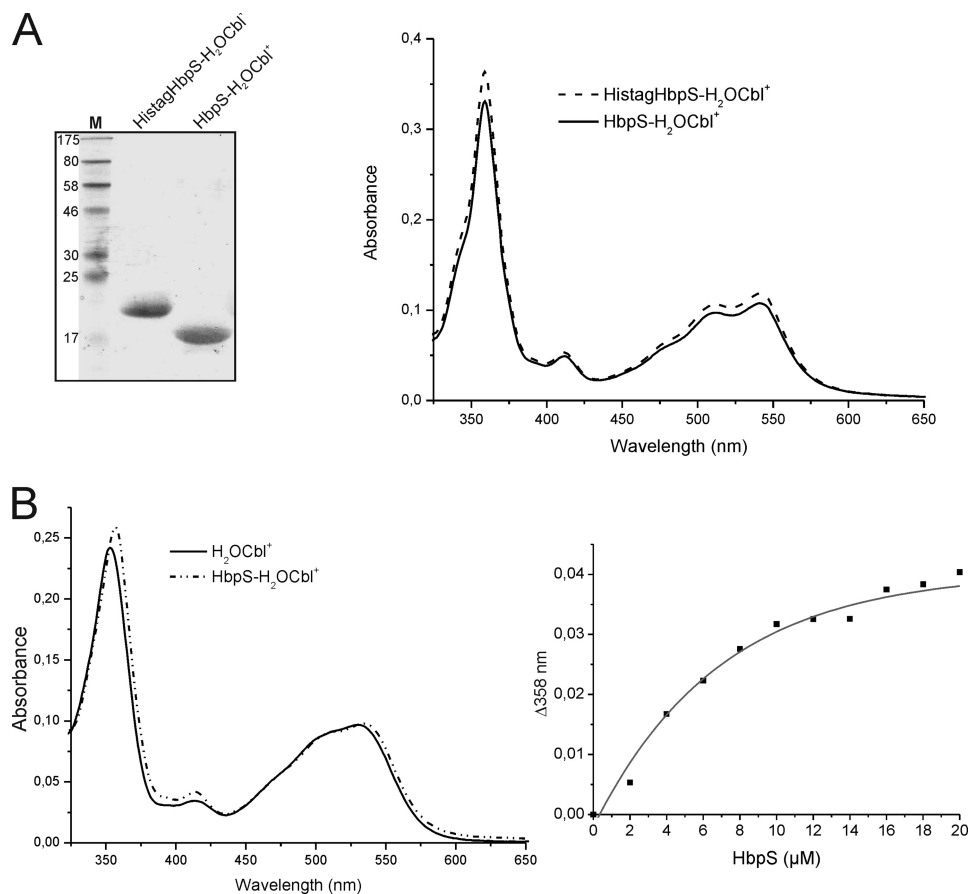 A
M
HistagHbpS-H₂OCbl⁺
HbpS-H₂OCbl⁺
175
80
58
46
30
25
17
Absorbance
0,4
0,3
0,2
0,1
0,0
HistagHbpS-H₂OCbl⁺
HbpS-H₂OCbl⁺
350 400 450 500 550 600 650
Wavelength (nm)
B
Absorbance
0,25
0,20
0,15
0,10
0,05
0,00
H₂OCbl⁺
HbpS-H₂OCbl⁺
350 400 450 500 550 600 650
Wavelength (nm)
Δ358 nm
0,04
0,03
0,02
0,01
0,00
0 2 4 6 8 10 12 14 16 18 20
HbpS (µM)